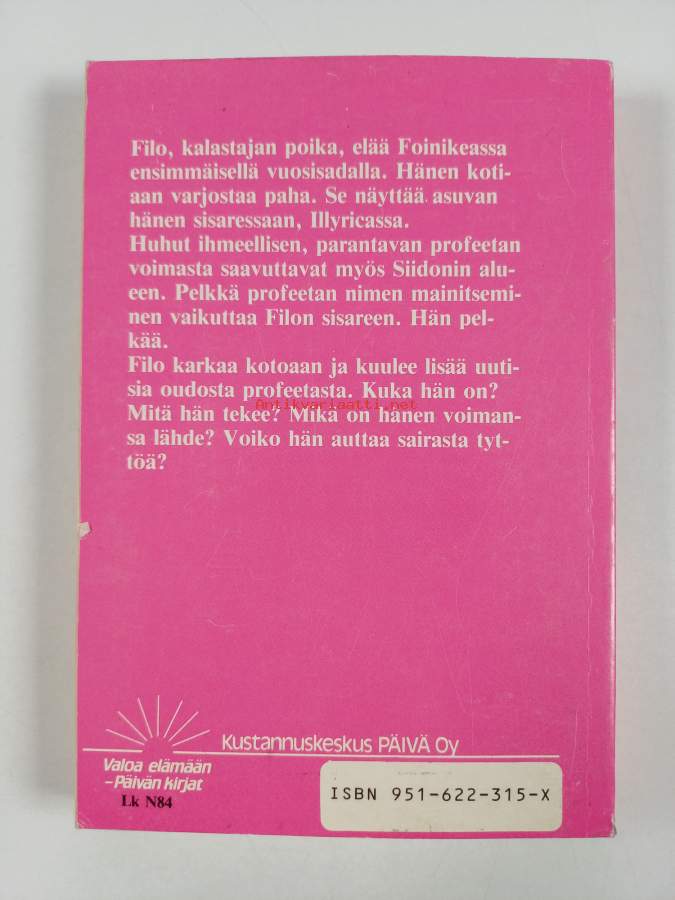 Filo, kalastajan poika, elää Foinikeassa
ensimmäisellä vuosisadalla. Hänen koti-
aan varjostaa paha. Se näyttää asuvan
hänen sisaressaan, Illyricassa.
Huhut ihmeellisen, parantavan profeetan
voimasta saavuttavat myös Siidonin alu-
een. Pelkkä profeetan nimen mainitsemi-
nen vaikuttaa Filon sisareen. Hän pel-
kää.
Filo karkaa kotoaan ja kuulee lisää uuti-
sia oudosta profeetasta. Kuka hän on?
Antikvariaatti.net
Mitä hän tekee? Mikä on hänen voiman-
sa lähde? Voiko hän auttaa sairasta tyt-
töä?
Kustannuskeskus PÄIVÄ Oy
Valoa elämään
–Päivän kirjat
Lk N84
ISBN 951-622-315-X